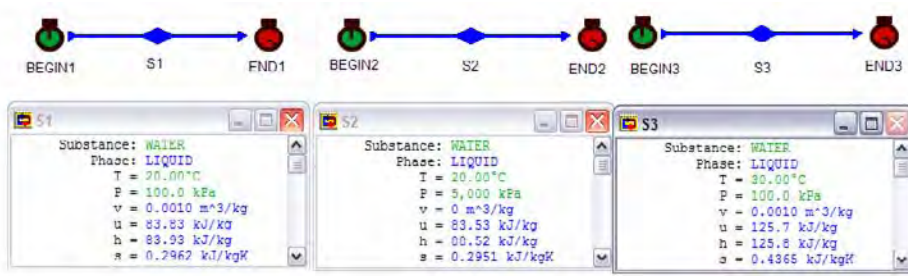 BEGIN1 S1 END1
BEGIN2 S2 END2
BEGIN3 S3 END3
S1
Substance: WATER
Phase: LIQUID
T = 20.00°C
P = 100.0 kPa
v = 0.0010 m^3/kg
u = 83.83 kJ/kg
h = 83.93 kJ/kg
s = 0.2962 kJ/kgK
S2
Substance: WATER
Phase: LIQUID
T = 20.00°C
P = 5,000 kPa
v = 0 m^3/kg
u = 83.53 kJ/kg
h = 00.52 kJ/kg
s = 0.2951 kJ/kgK
S3
Substance: WATER
Phase: LIQUID
T = 30.00°C
P = 100.0 kPa
v = 0.0010 m^3/kg
u = 125.7 kJ/kg
h = 125.8 kJ/kg
s = 0.4365 kJ/kgK